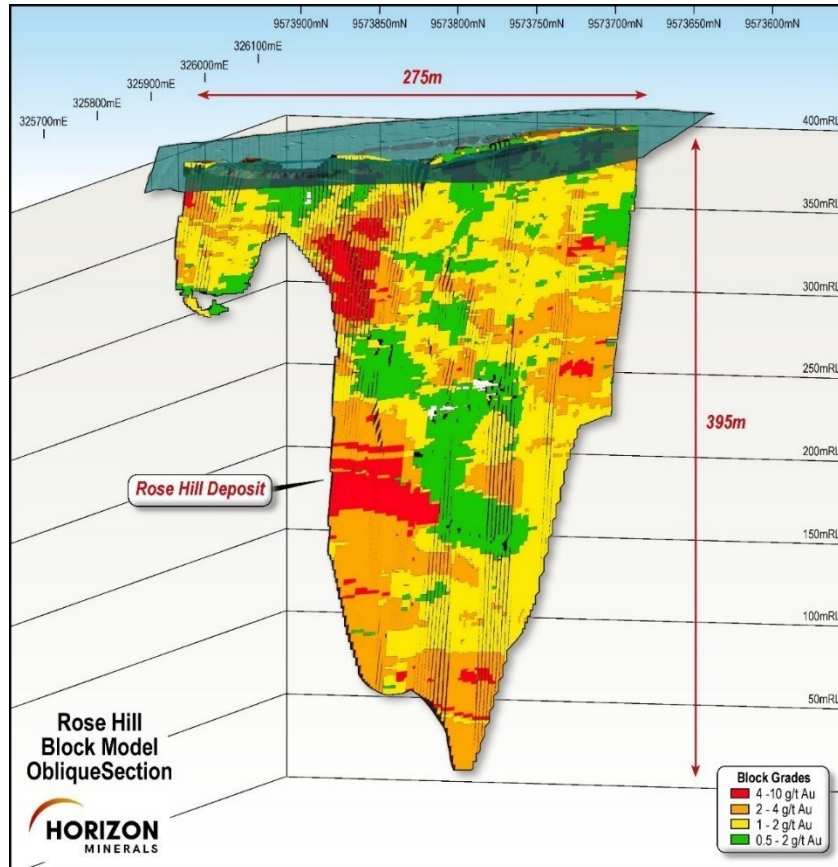 9573900mN 9573850mN 9573800mN 9573750mN 9573700mN 9573650mN 9573600mN
326100mE
326000mE
325900mE
325800mE
325700mE
275m
400mRL
350mRL
300mRL
250mRL
395m
200mRL
Rose Hill Deposit
150mRL
100mRL
50mRL
Rose Hill
Block Model
ObliqueSection
HORIZON
MINERALS
Block Grades
4 -10 g/t Au
2 - 4 g/t Au
1 - 2 g/t Au
0.5 - 2 g/t Au